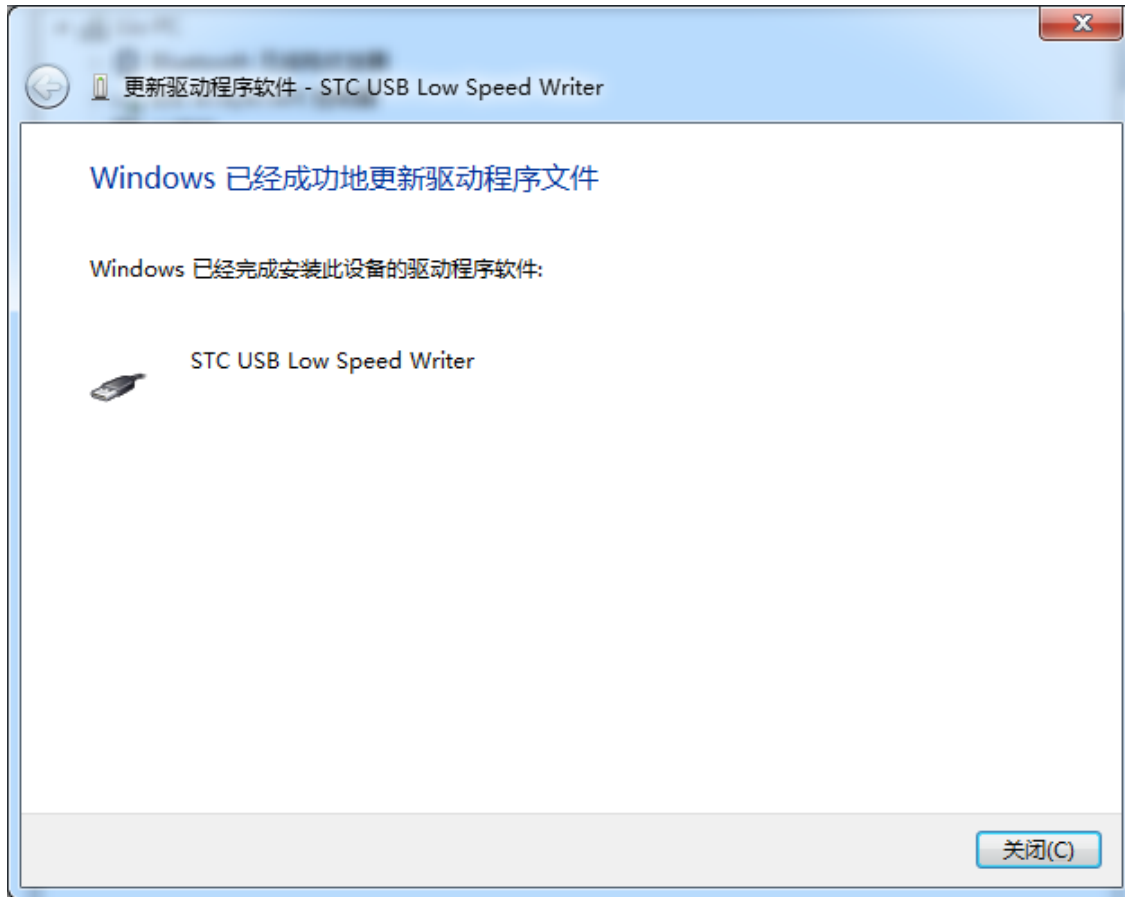 更新驱动程序软件 - STC USB Low Speed Writer
Windows 已经成功地更新驱动程序文件
Windows 已经完成安装此设备的驱动程序软件:
STC USB Low Speed Writer
关闭(C)